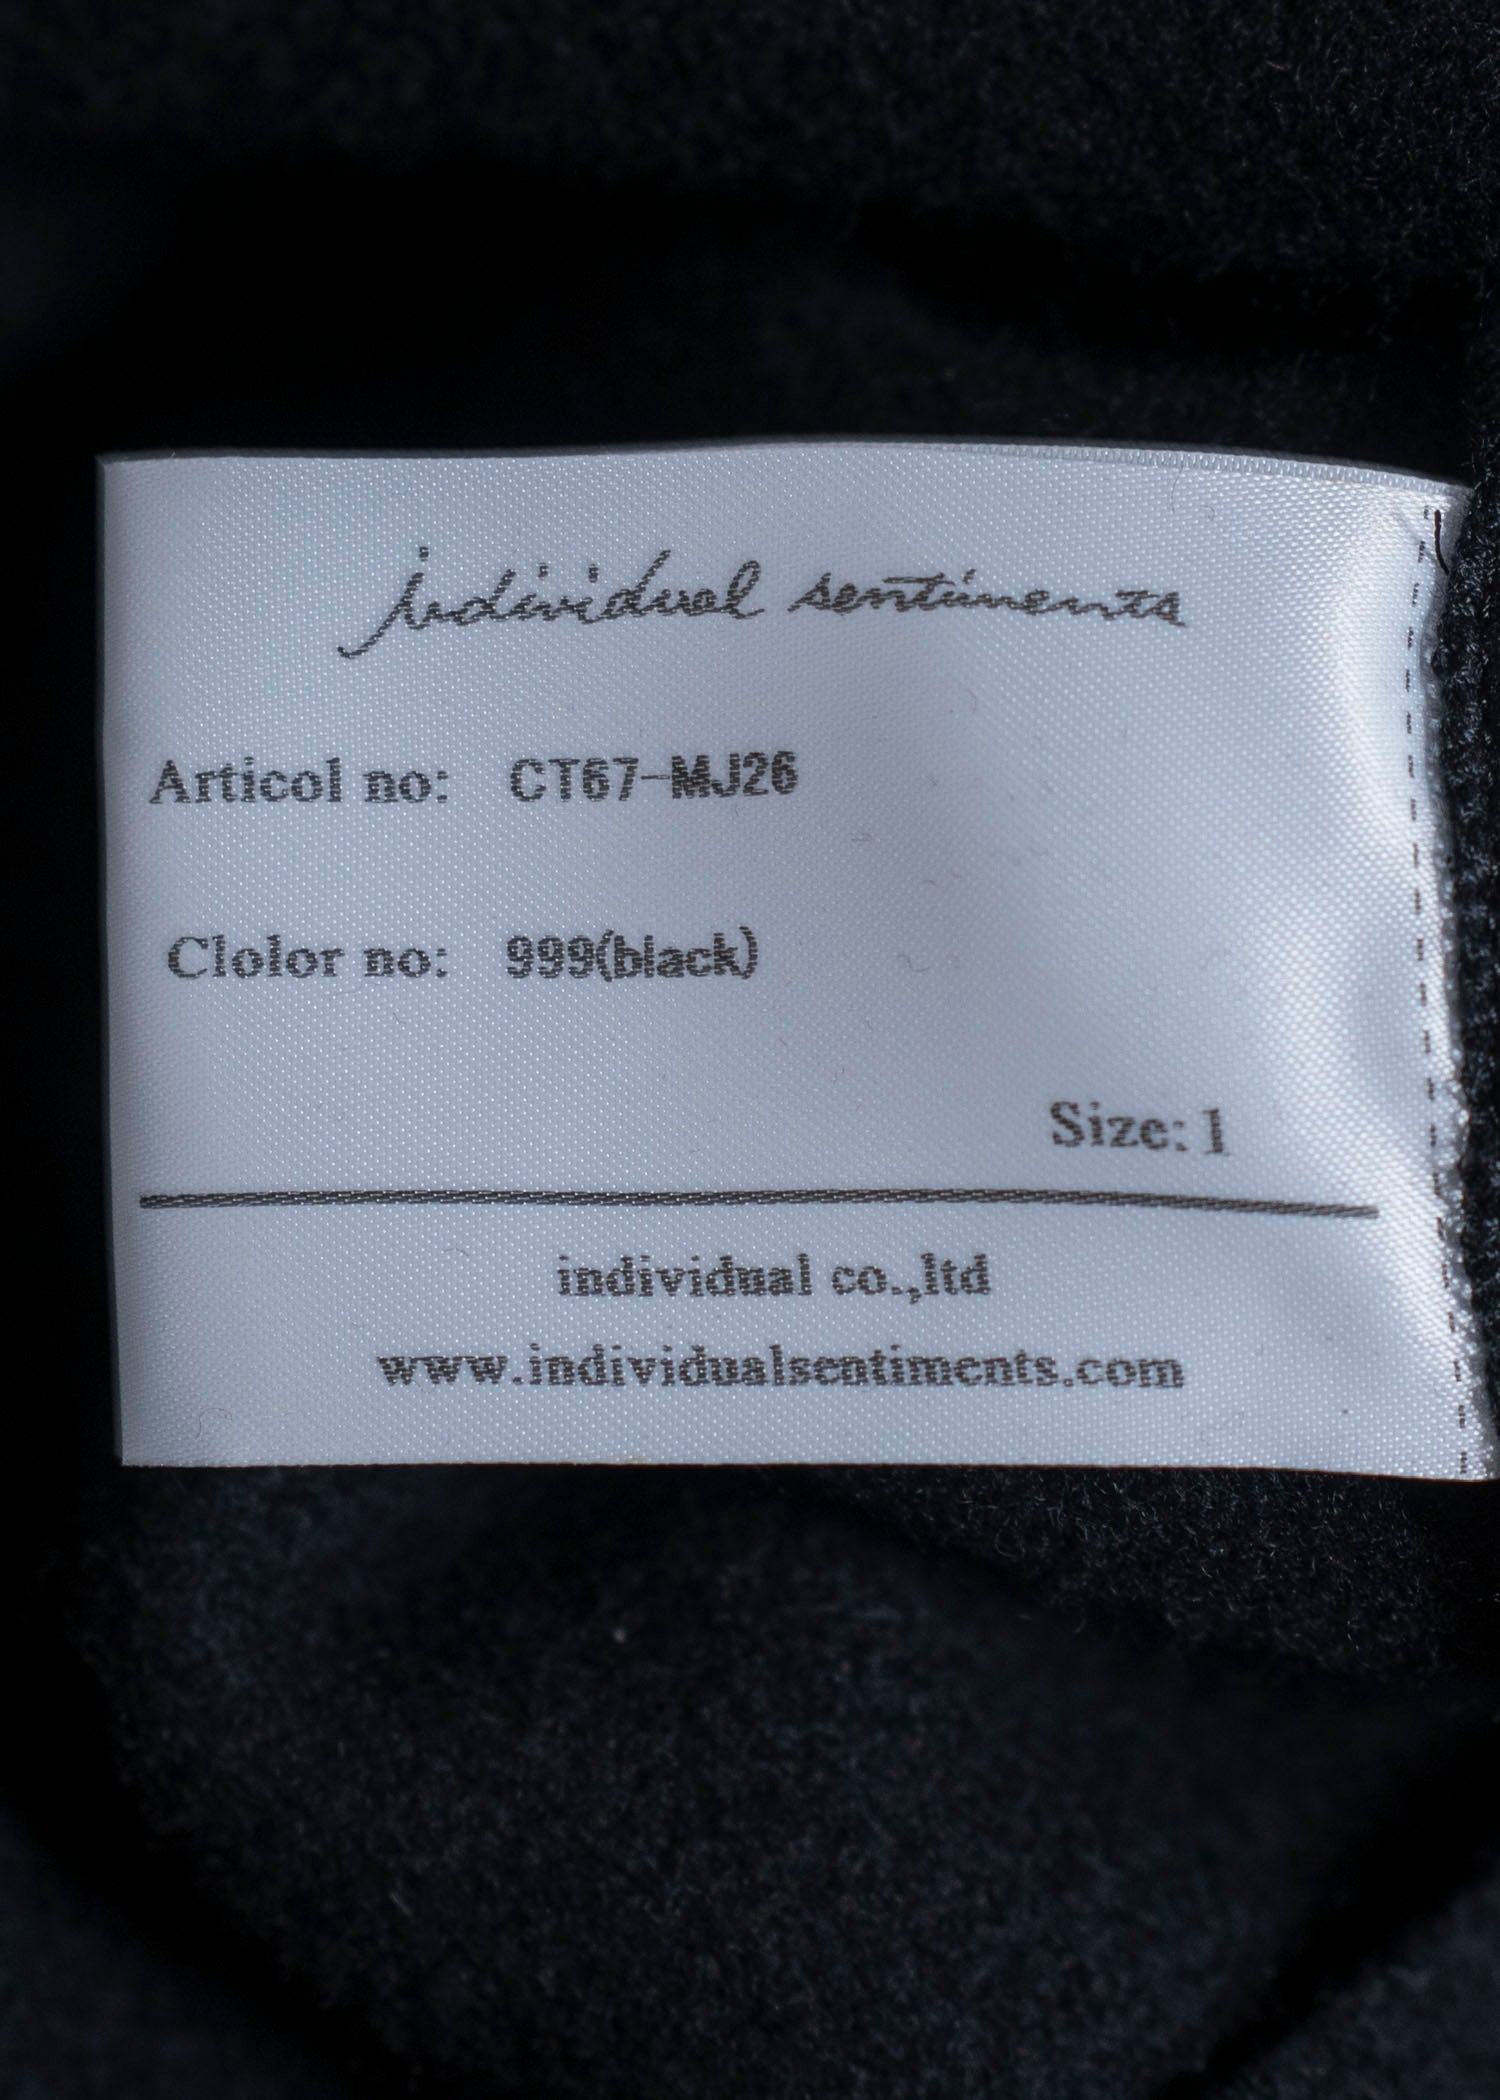 individual sentiments
Articol no: CT67-MJ26
Clolor no: 999(black)
Size: 1
individual co.,ltd
www.individualsentiments.com